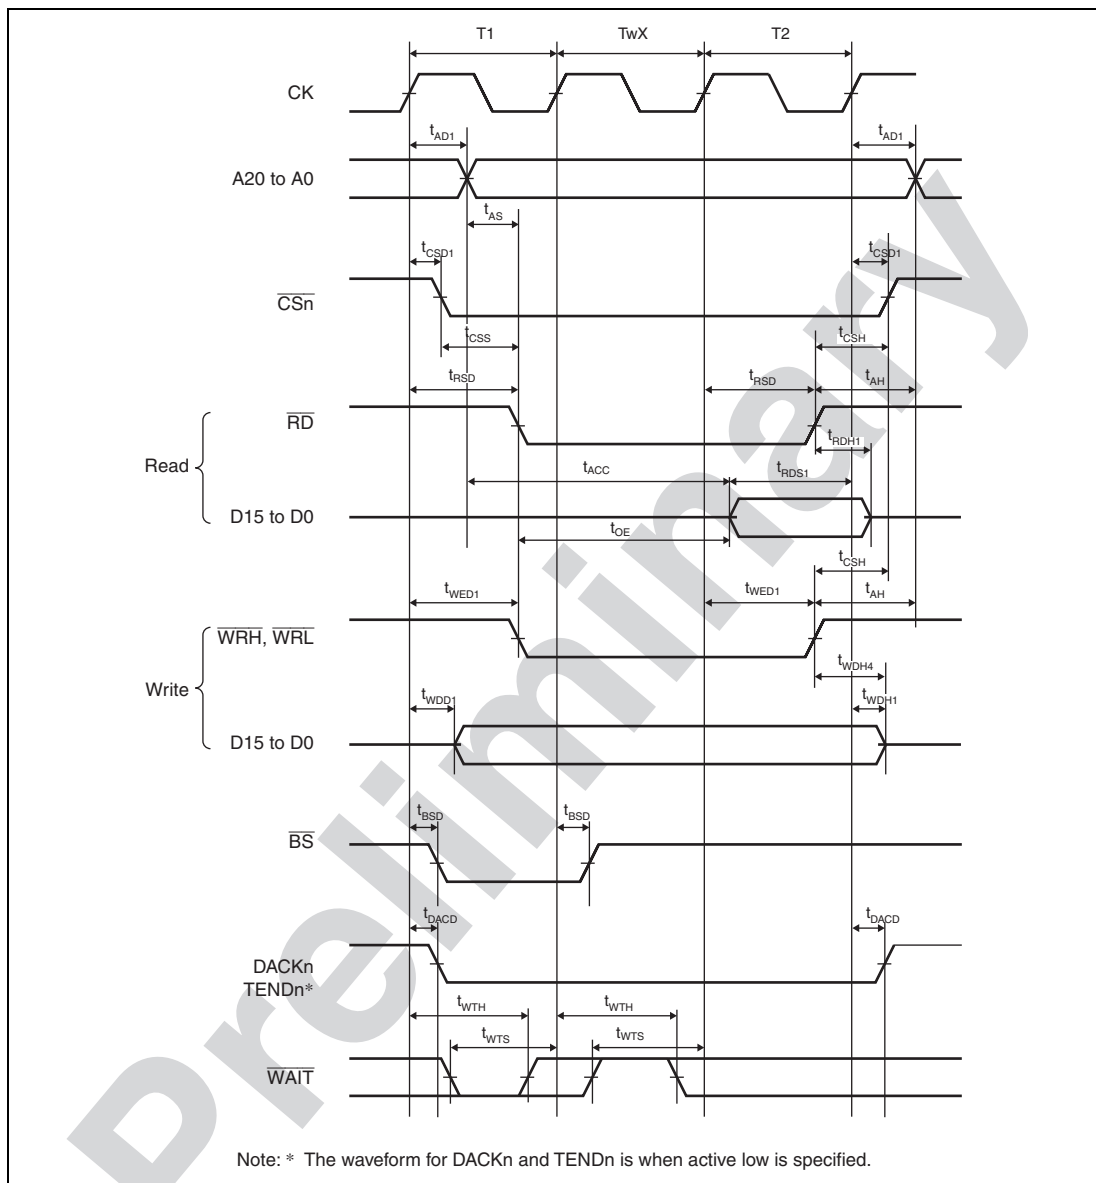 T1 TwX T2
CK
tAD1 tAD1
A20 to A0
tAS
tCSD1 tCSD1
CSn
tCSS tCSH
tRSD tRSD tAH
RD
tRDH1
Read
tACC tRDS1
D15 to D0
tOE
tCSH
tWED1 tWED1 tAH
WRH, WRL
tWDH4
Write
tWDD1 tWDH1
D15 to D0
tBSD tBSD
BS
tDACD tDACD
DACKn
TENDn*
tWTH tWTH
tWTS tWTS
WAIT
Note: * The waveform for DACKn and TENDn is when active low is specified.
Preliminary